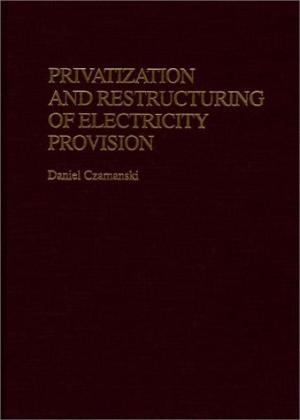 PRIVATIZATION
AND RESTRUCTURING
OF ELECTRICITY
PROVISION
Daniel Czamanski